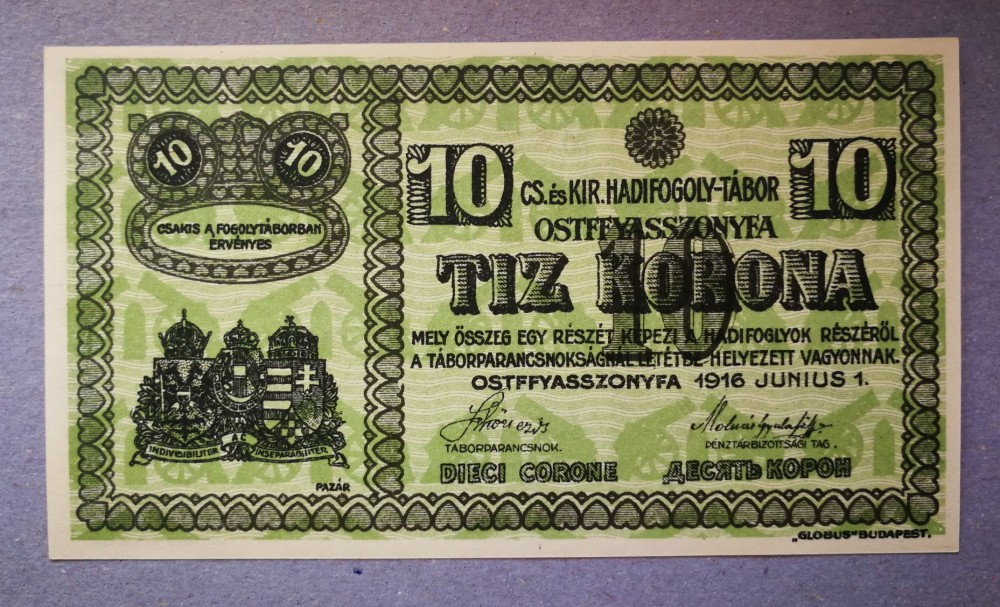 10 10
CSAKIS A FOGOLYTÁBORBAN
ÉRVÉNYES
INDIVISIBILITER AC INSEPARABILITER
PAZÁR
10 10
CS. és KIR. HADIFOGOLY-TÁBOR
OSTFFYASSZONYFA
10
TIZ KORONA
MELY ÖSSZEG EGY RÉSZÉT KÉPEZI A HADIFOGLYOK RÉSZÉRŐL
A TÁBORPARANCSNOKSÁGNÁL LETÉTBE HELYEZETT VAGYONNAK.
OSTFFYASSZONYFA 1916 JUNIUS 1.
TÁBORPARANCSNOK.
PÉNZTÁRBIZOTTSÁGI TAG.
DIECI CORONE ДЕСЯТЬ КОРОН
„GLOBUS" BUDAPEST.